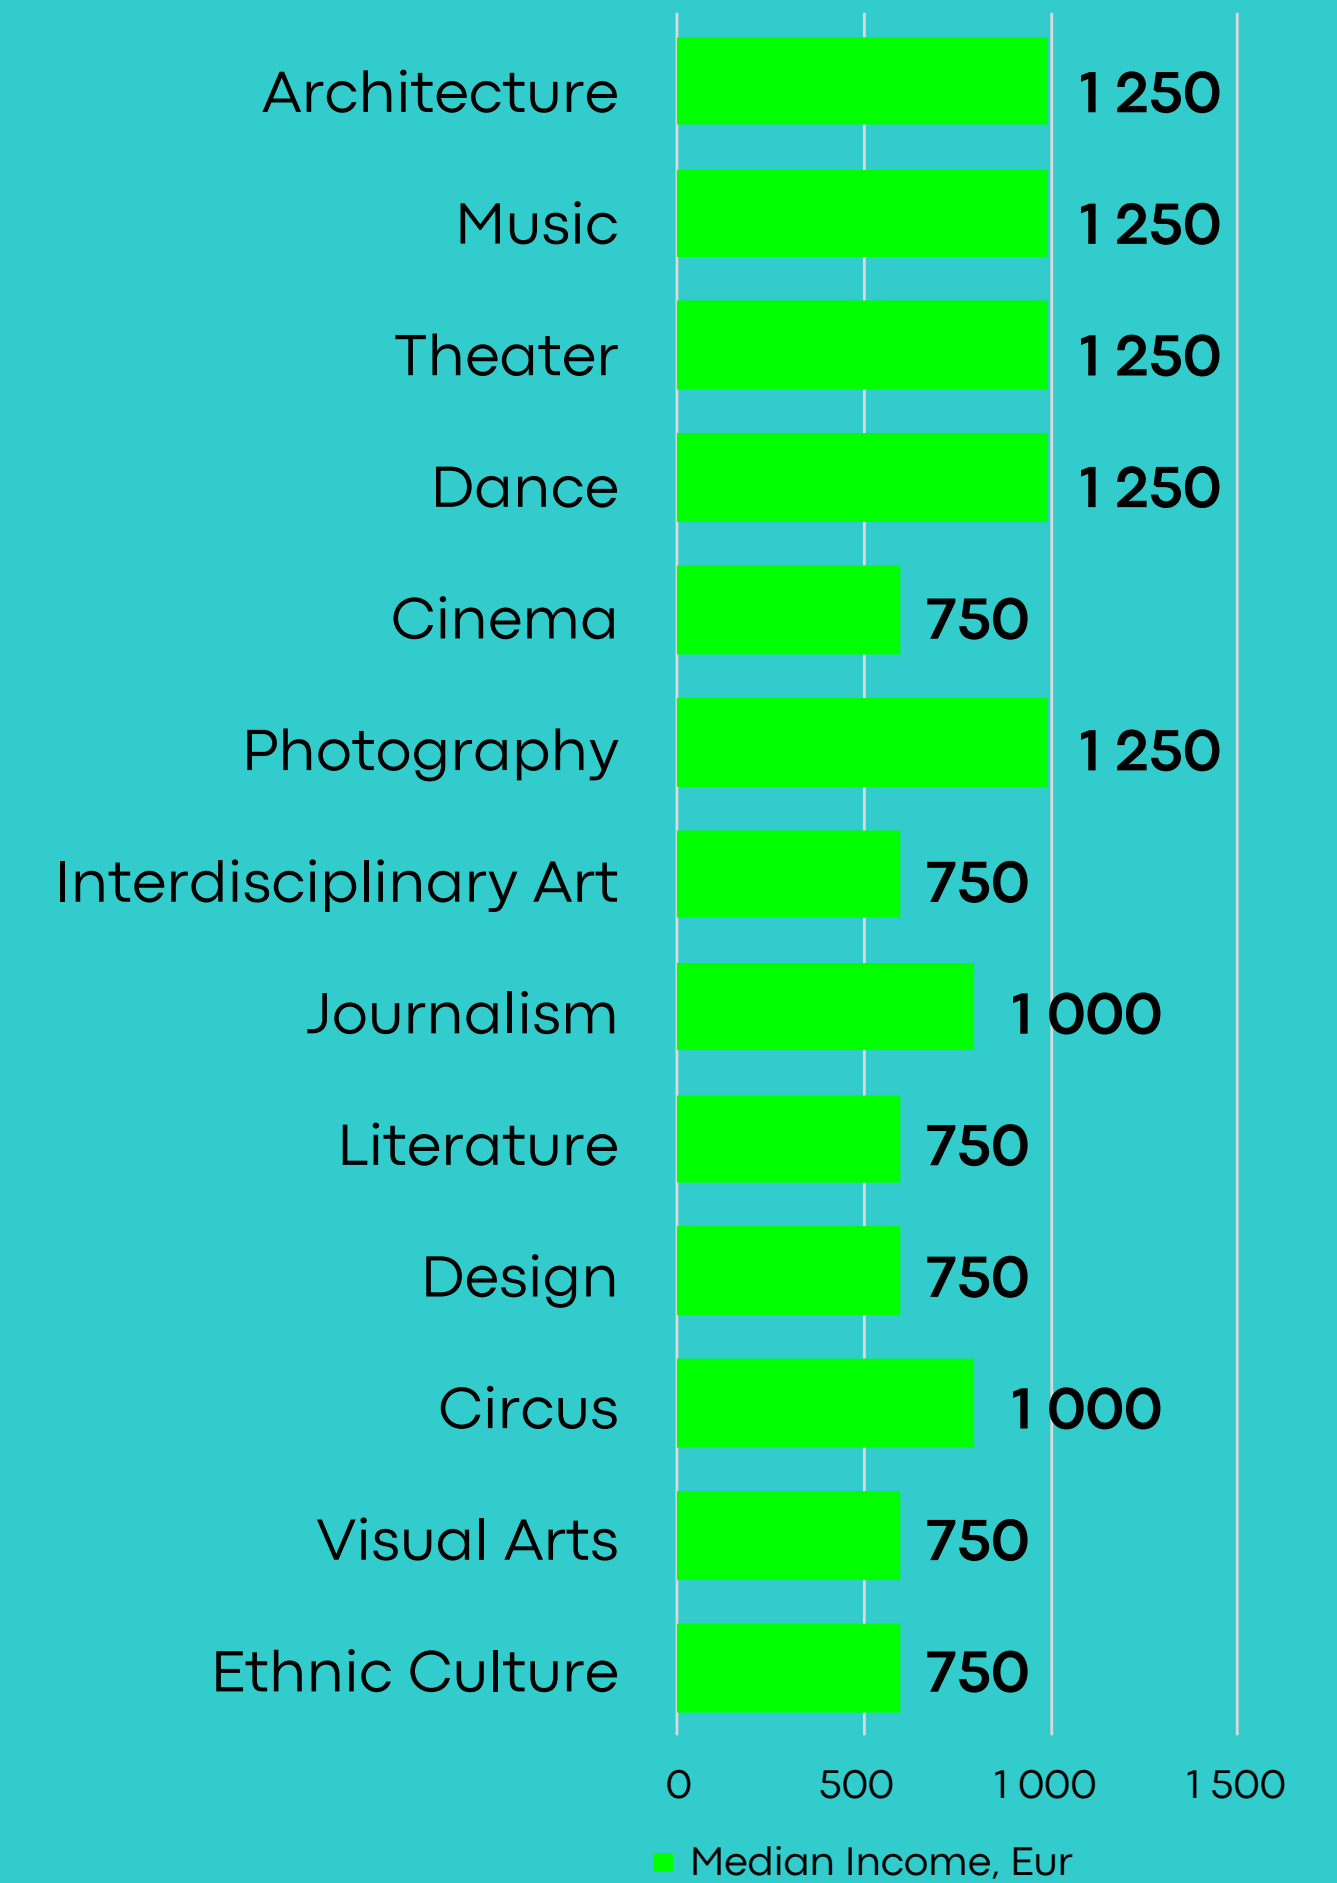 Architecture 1 250
Music 1 250
Theater 1 250
Dance 1 250
Cinema 750
Photography 1 250
Interdisciplinary Art 750
Journalism 1 000
Literature 750
Design 750
Circus 1 000
Visual Arts 750
Ethnic Culture 750
0 500 1 000 1 500
Median Income, Eur